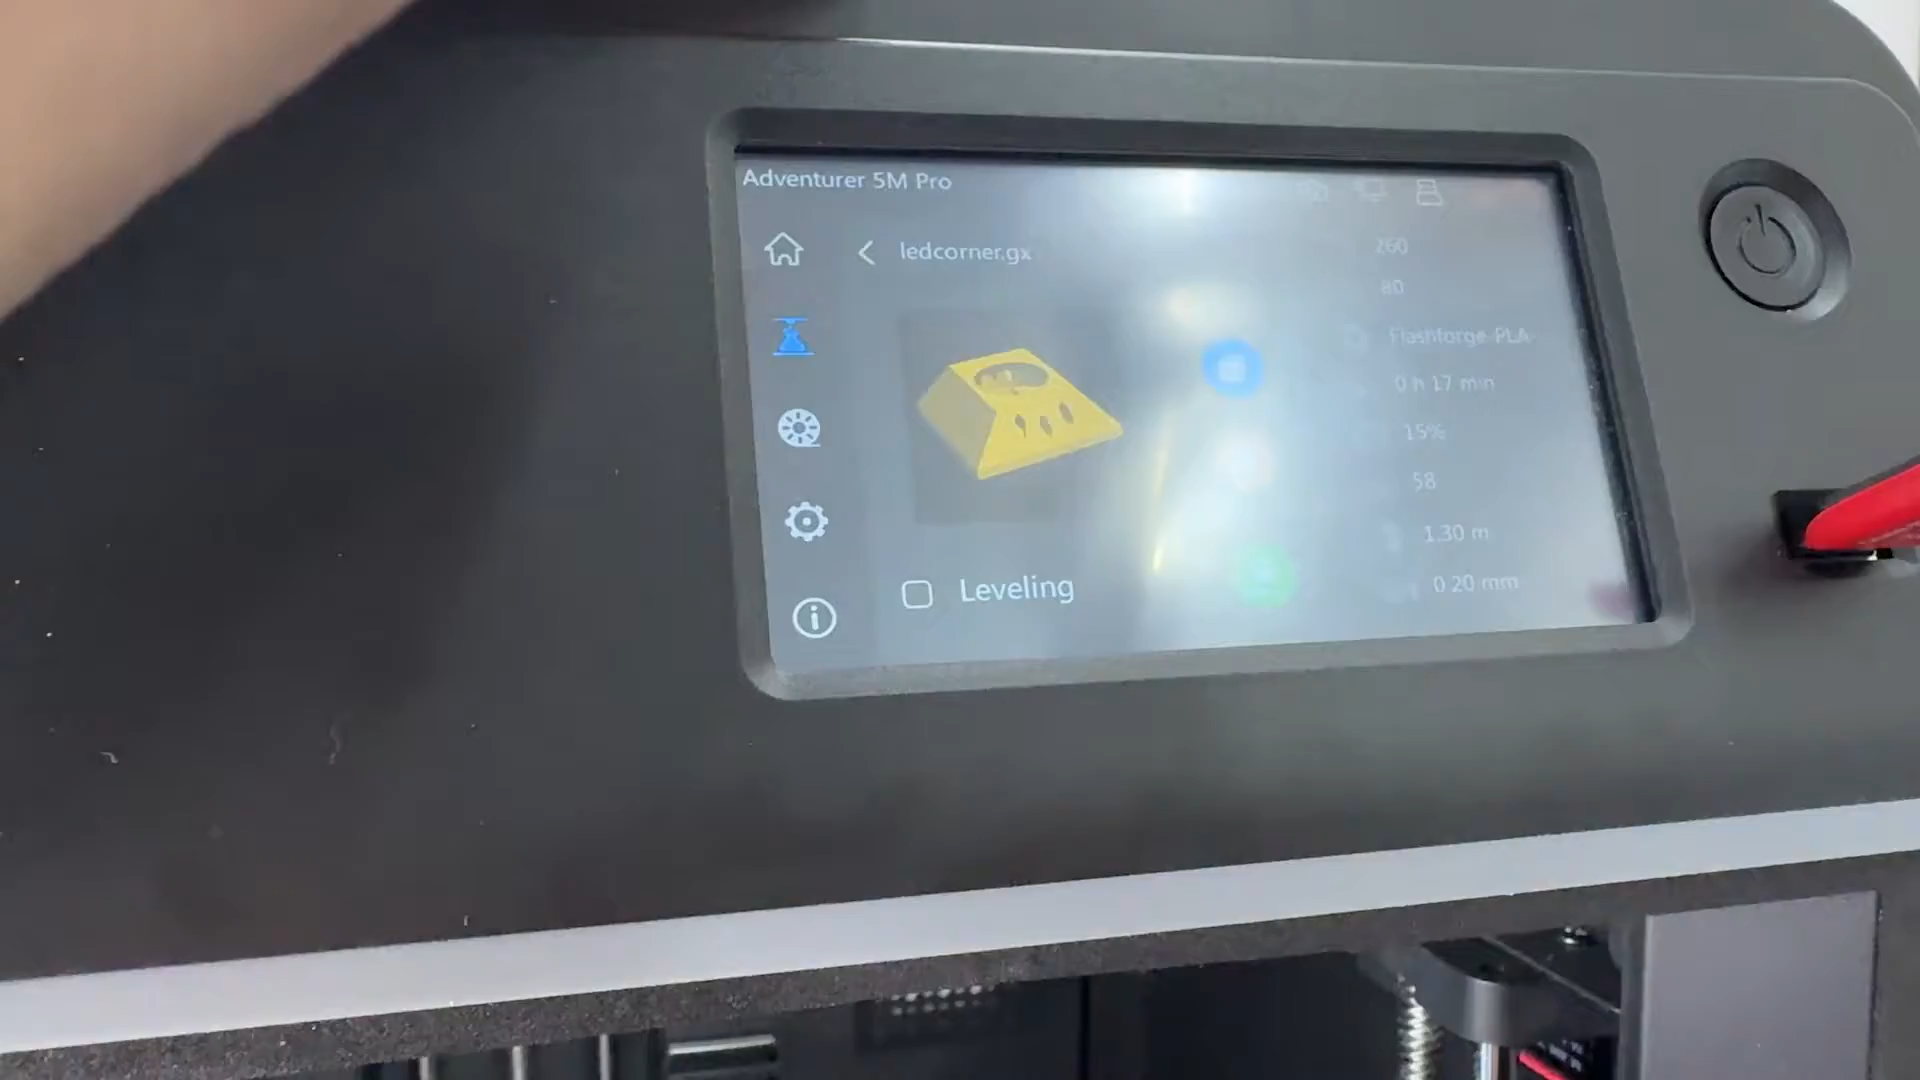 Adventurer 5M Pro
ledcorner.gx
260
80
Flashforge PLA
0 h 17 min
15%
58
1.30 m
0.20 mm
Leveling